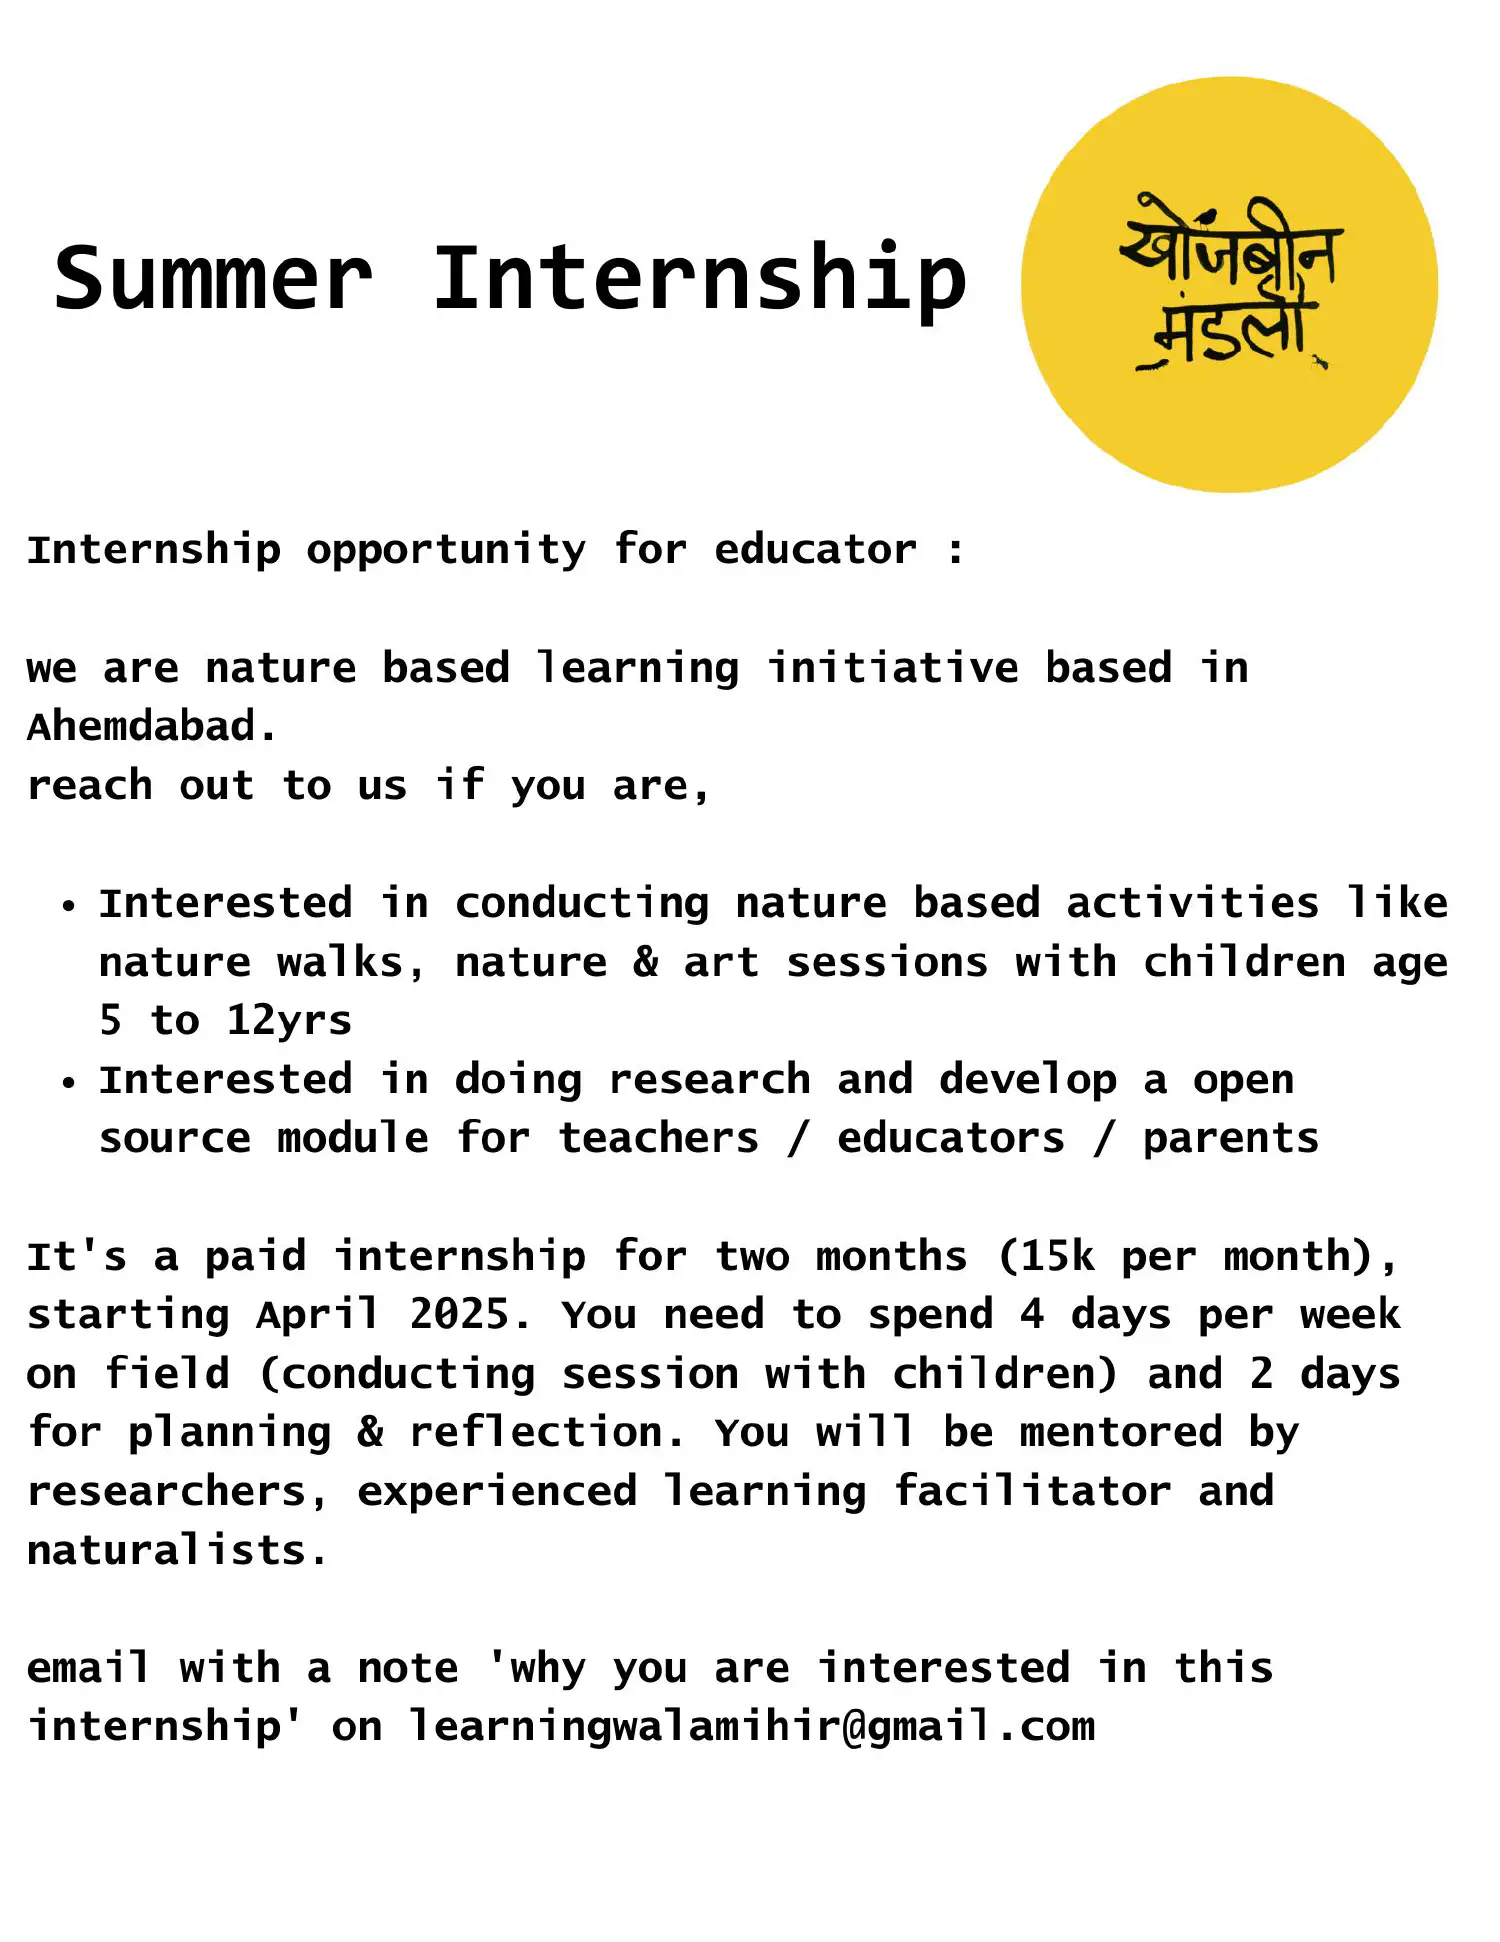 Summer Internship
खोजबीन
मंडली
Internship opportunity for educator :
we are nature based learning initiative based in
Ahemdabad.
reach out to us if you are,
• Interested in conducting nature based activities like
nature walks, nature & art sessions with children age
5 to 12yrs
• Interested in doing research and develop a open
source module for teachers / educators / parents
It's a paid internship for two months (15k per month),
starting April 2025. You need to spend 4 days per week
on field (conducting session with children) and 2 days
for planning & reflection. You will be mentored by
researchers, experienced learning facilitator and
naturalists.
email with a note 'why you are interested in this
internship' on learningwalamihir@gmail.com